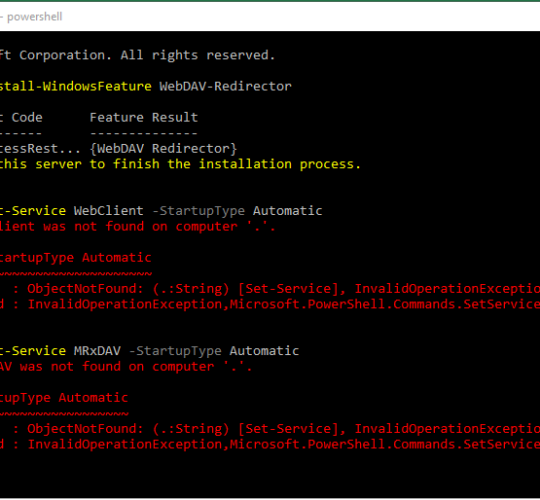 - powershell
ft Corporation. All rights reserved.
stall-WindowsFeature WebDAV-Redirector
t Code      Feature Result
------      --------------
cessRest... {WebDAV Redirector}
this server to finish the installation process.
t-Service WebClient -StartupType Automatic
lient was not found on computer '.'.
tartupType Automatic
~~~~~~~~~~~~~~~~~~~~
: ObjectNotFound: (.:String) [Set-Service], InvalidOperationExceptio
d : InvalidOperationException,Microsoft.PowerShell.Commands.SetService
t-Service MRxDAV -StartupType Automatic
AV was not found on computer '.'.
tupType Automatic
~~~~~~~~~~~~~~~~~
: ObjectNotFound: (.:String) [Set-Service], InvalidOperationExceptio
d : InvalidOperationException,Microsoft.PowerShell.Commands.SetService